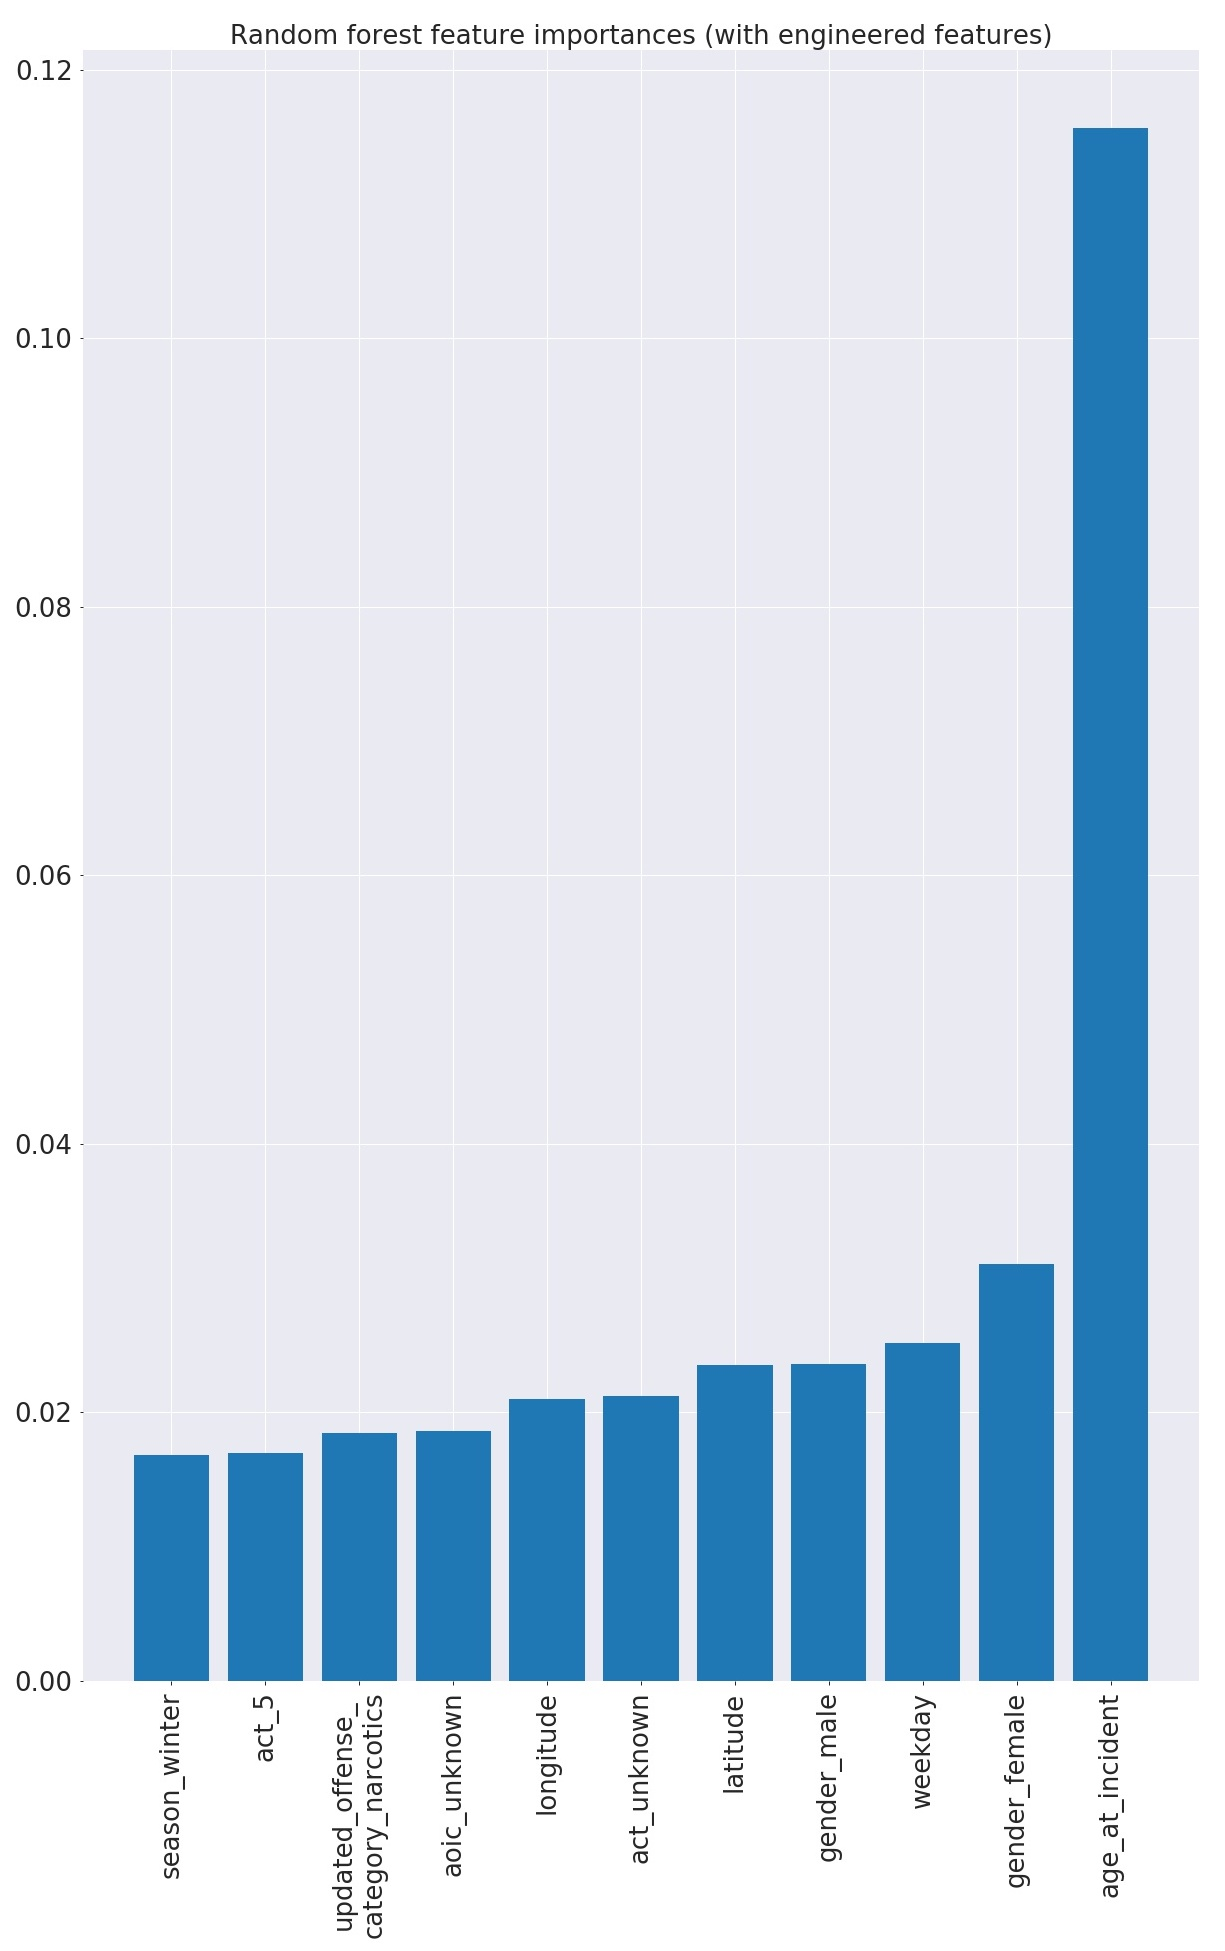 Random forest feature importances (with engineered features)
0.12
0.10
0.08
0.06
0.04
0.02
0.00
season_winter
act_5
updated_offense_
category_narcotics
aoic_unknown
longitude
act_unknown
latitude
gender_male
weekday
gender_female
age_at_incident